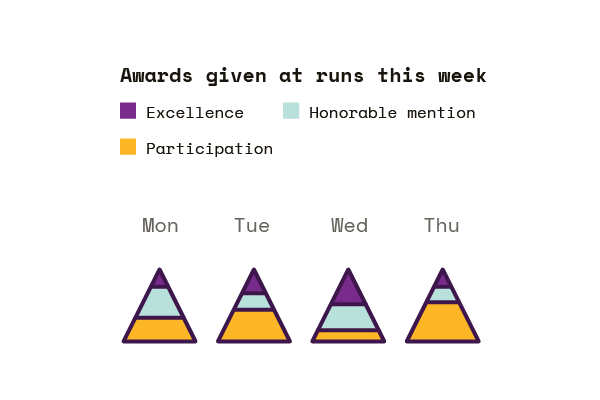 Awards given at runs this week
Excellence Honorable mention
Participation
Mon Tue Wed Thu